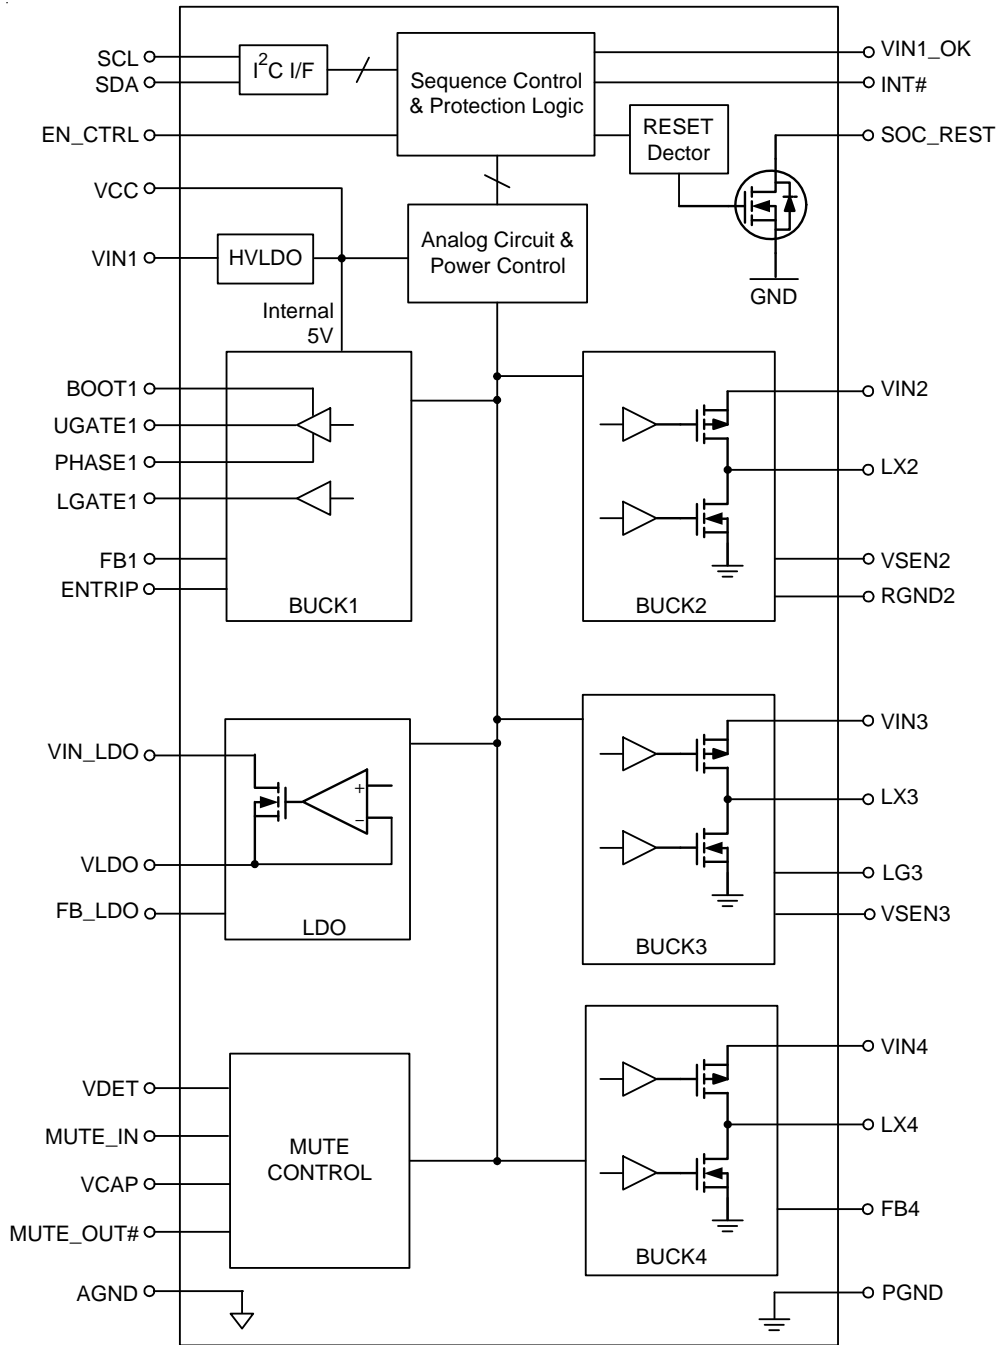 SCL
SDA
I2C I/F
Sequence Control
& Protection Logic
VIN1_OK
INT#
EN_CTRL
RESET
Dector
SOC_REST
VCC
VIN1
HVLDO
Analog Circuit &
Power Control
GND
Internal
5V
BOOT1
UGATE1
PHASE1
LGATE1
FB1
ENTRIP
BUCK1
VIN2
LX2
VSEN2
RGND2
BUCK2
VIN_LDO
+
−
VLDO
FB_LDO
LDO
VIN3
LX3
LG3
VSEN3
BUCK3
VDET
MUTE_IN
VCAP
MUTE_OUT#
MUTE
CONTROL
VIN4
LX4
FB4
BUCK4
AGND
PGND